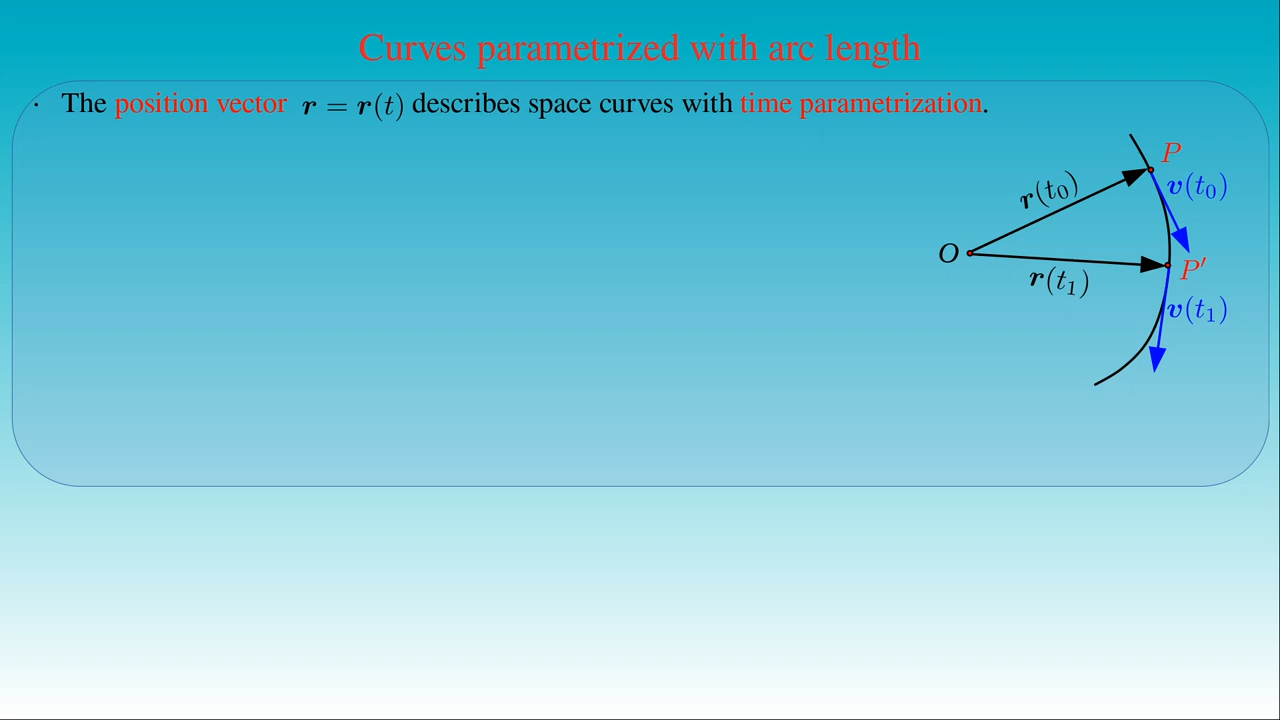 Curves parametrized with arc length
· The position vector r = r(t) describes space curves with time parametrization.
P
v(t₀)
r(t₀)
O
P′
r(t₁)
v(t₁)